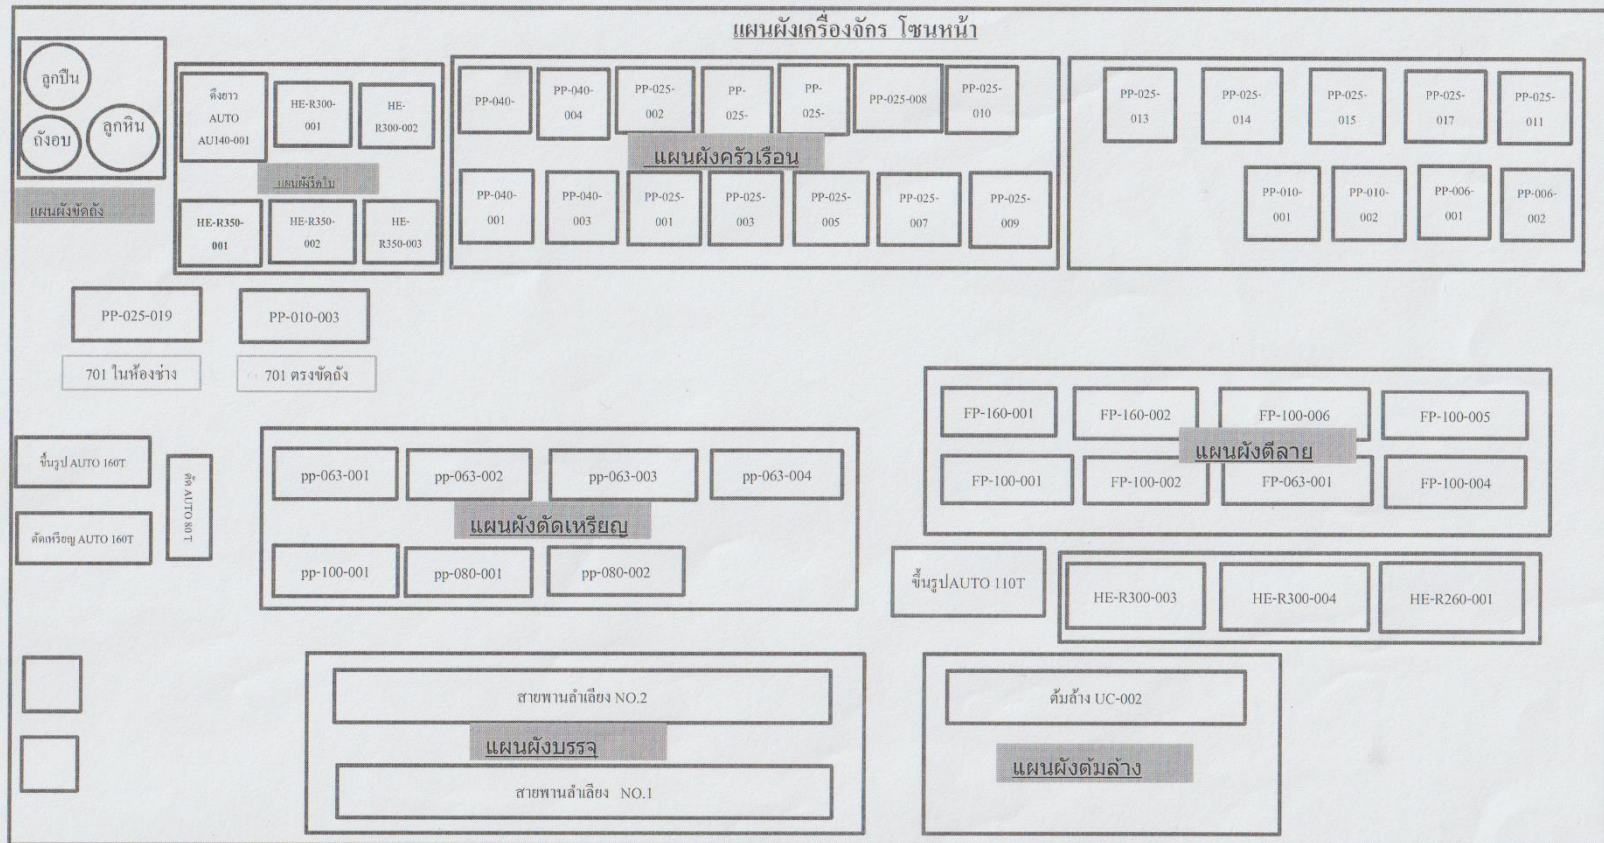 แผนผังเครื่องจักร โซนหน้า
ลูกปืน
ถังอบ
ลูกหิน
แผนผังขัดถัง
ดึงยาว
AUTO
AU140-001
HE-R300-
001
HE-
R300-002
แผนผังรีดใบ
HE-R350-
001
HE-R350-
002
HE-
R350-003
PP-040-
PP-040-
004
PP-025-
002
PP-
025-
PP-
025-
PP-025-008
PP-025-
010
แผนผังครัวเรือน
PP-040-
001
PP-040-
003
PP-025-
001
PP-025-
003
PP-025-
005
PP-025-
007
PP-025-
009
PP-025-
013
PP-025-
014
PP-025-
015
PP-025-
017
PP-025-
011
PP-010-
001
PP-010-
002
PP-006-
001
PP-006-
002
PP-025-019
PP-010-003
701 ในห้องช่าง
701 ตรงขัดถัง
ขึ้นรูป AUTO 160T
ตัดเหรียญ AUTO 160T
ตัด AUTO 80 T
pp-063-001
pp-063-002
pp-063-003
pp-063-004
แผนผังตัดเหรียญ
pp-100-001
pp-080-001
pp-080-002
FP-160-001
FP-160-002
FP-100-006
FP-100-005
แผนผังตีลาย
FP-100-001
FP-100-002
FP-063-001
FP-100-004
ขึ้นรูปAUTO 110T
HE-R300-003
HE-R300-004
HE-R260-001
สายพานลำเลียง NO.2
แผนผังบรรจุ
สายพานลำเลียง NO.1
ต้มล้าง UC-002
แผนผังต้มล้าง